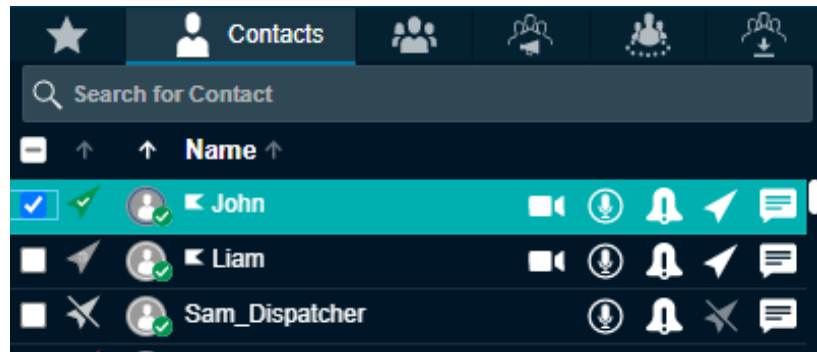 Contacts
Search for Contact
Name
John
Liam
Sam_Dispatcher